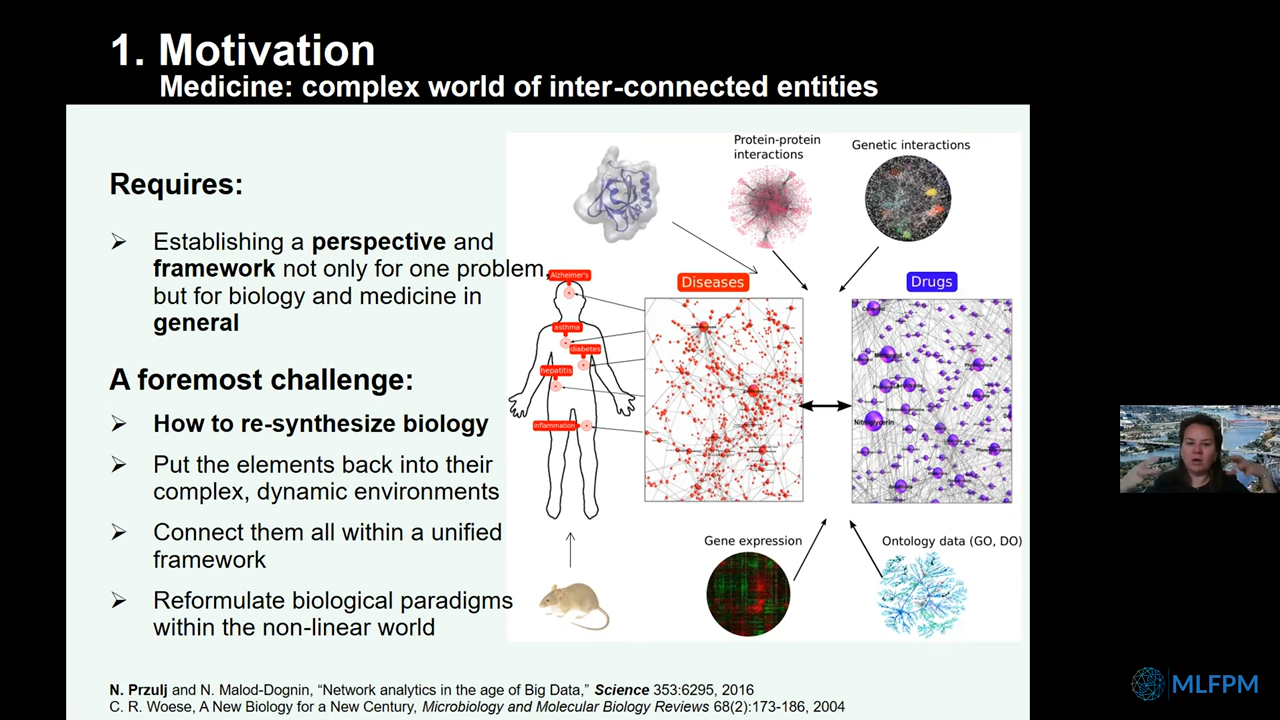 1. Motivation
Medicine: complex world of inter-connected entities
Requires:
Establishing a perspective and
framework not only for one problem,
but for biology and medicine in
general
A foremost challenge:
How to re-synthesize biology
Put the elements back into their
complex, dynamic environments
Connect them all within a unified
framework
Reformulate biological paradigms
within the non-linear world
Protein-protein
interactions
Genetic interactions
Alzheimer's
asthma
diabetes
hepatitis
inflammation
Diseases
Drugs
Nitroglycerin
Gene expression
Ontology data (GO, DO)
N. Przulj and N. Malod-Dognin, “Network analytics in the age of Big Data,” Science 353:6295, 2016
C. R. Woese, A New Biology for a New Century, Microbiology and Molecular Biology Reviews 68(2):173-186, 2004
MLFPM